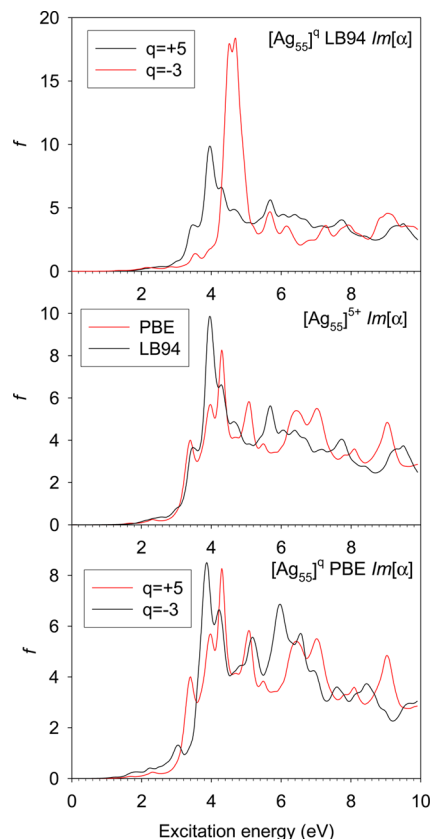 [Ag55]q LB94 Im[α]
q=+5
q=-3
20
15
10
5
0
f
2
4
6
8
[Ag55]5+ Im[α]
PBE
LB94
10
8
6
4
2
0
f
2
4
6
8
[Ag55]q PBE Im[α]
q=+5
q=-3
8
6
4
2
0
f
0
2
4
6
8
10
Excitation energy (eV)